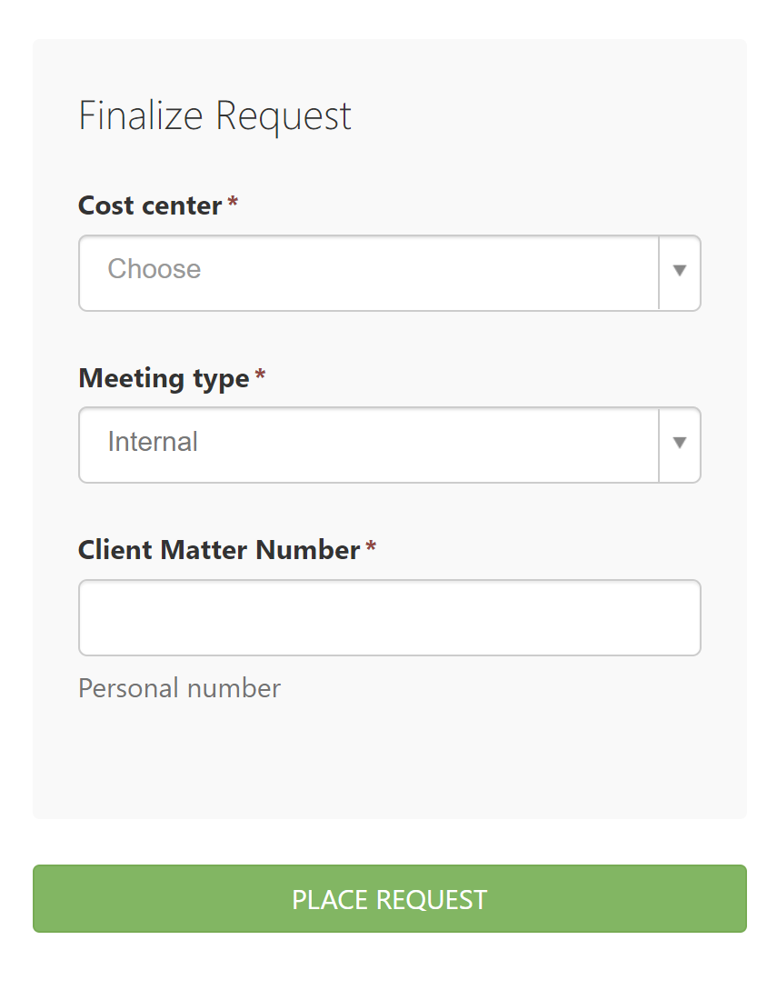 Finalize Request
Cost center *
Choose
Meeting type *
Internal
Client Matter Number *
Personal number
PLACE REQUEST